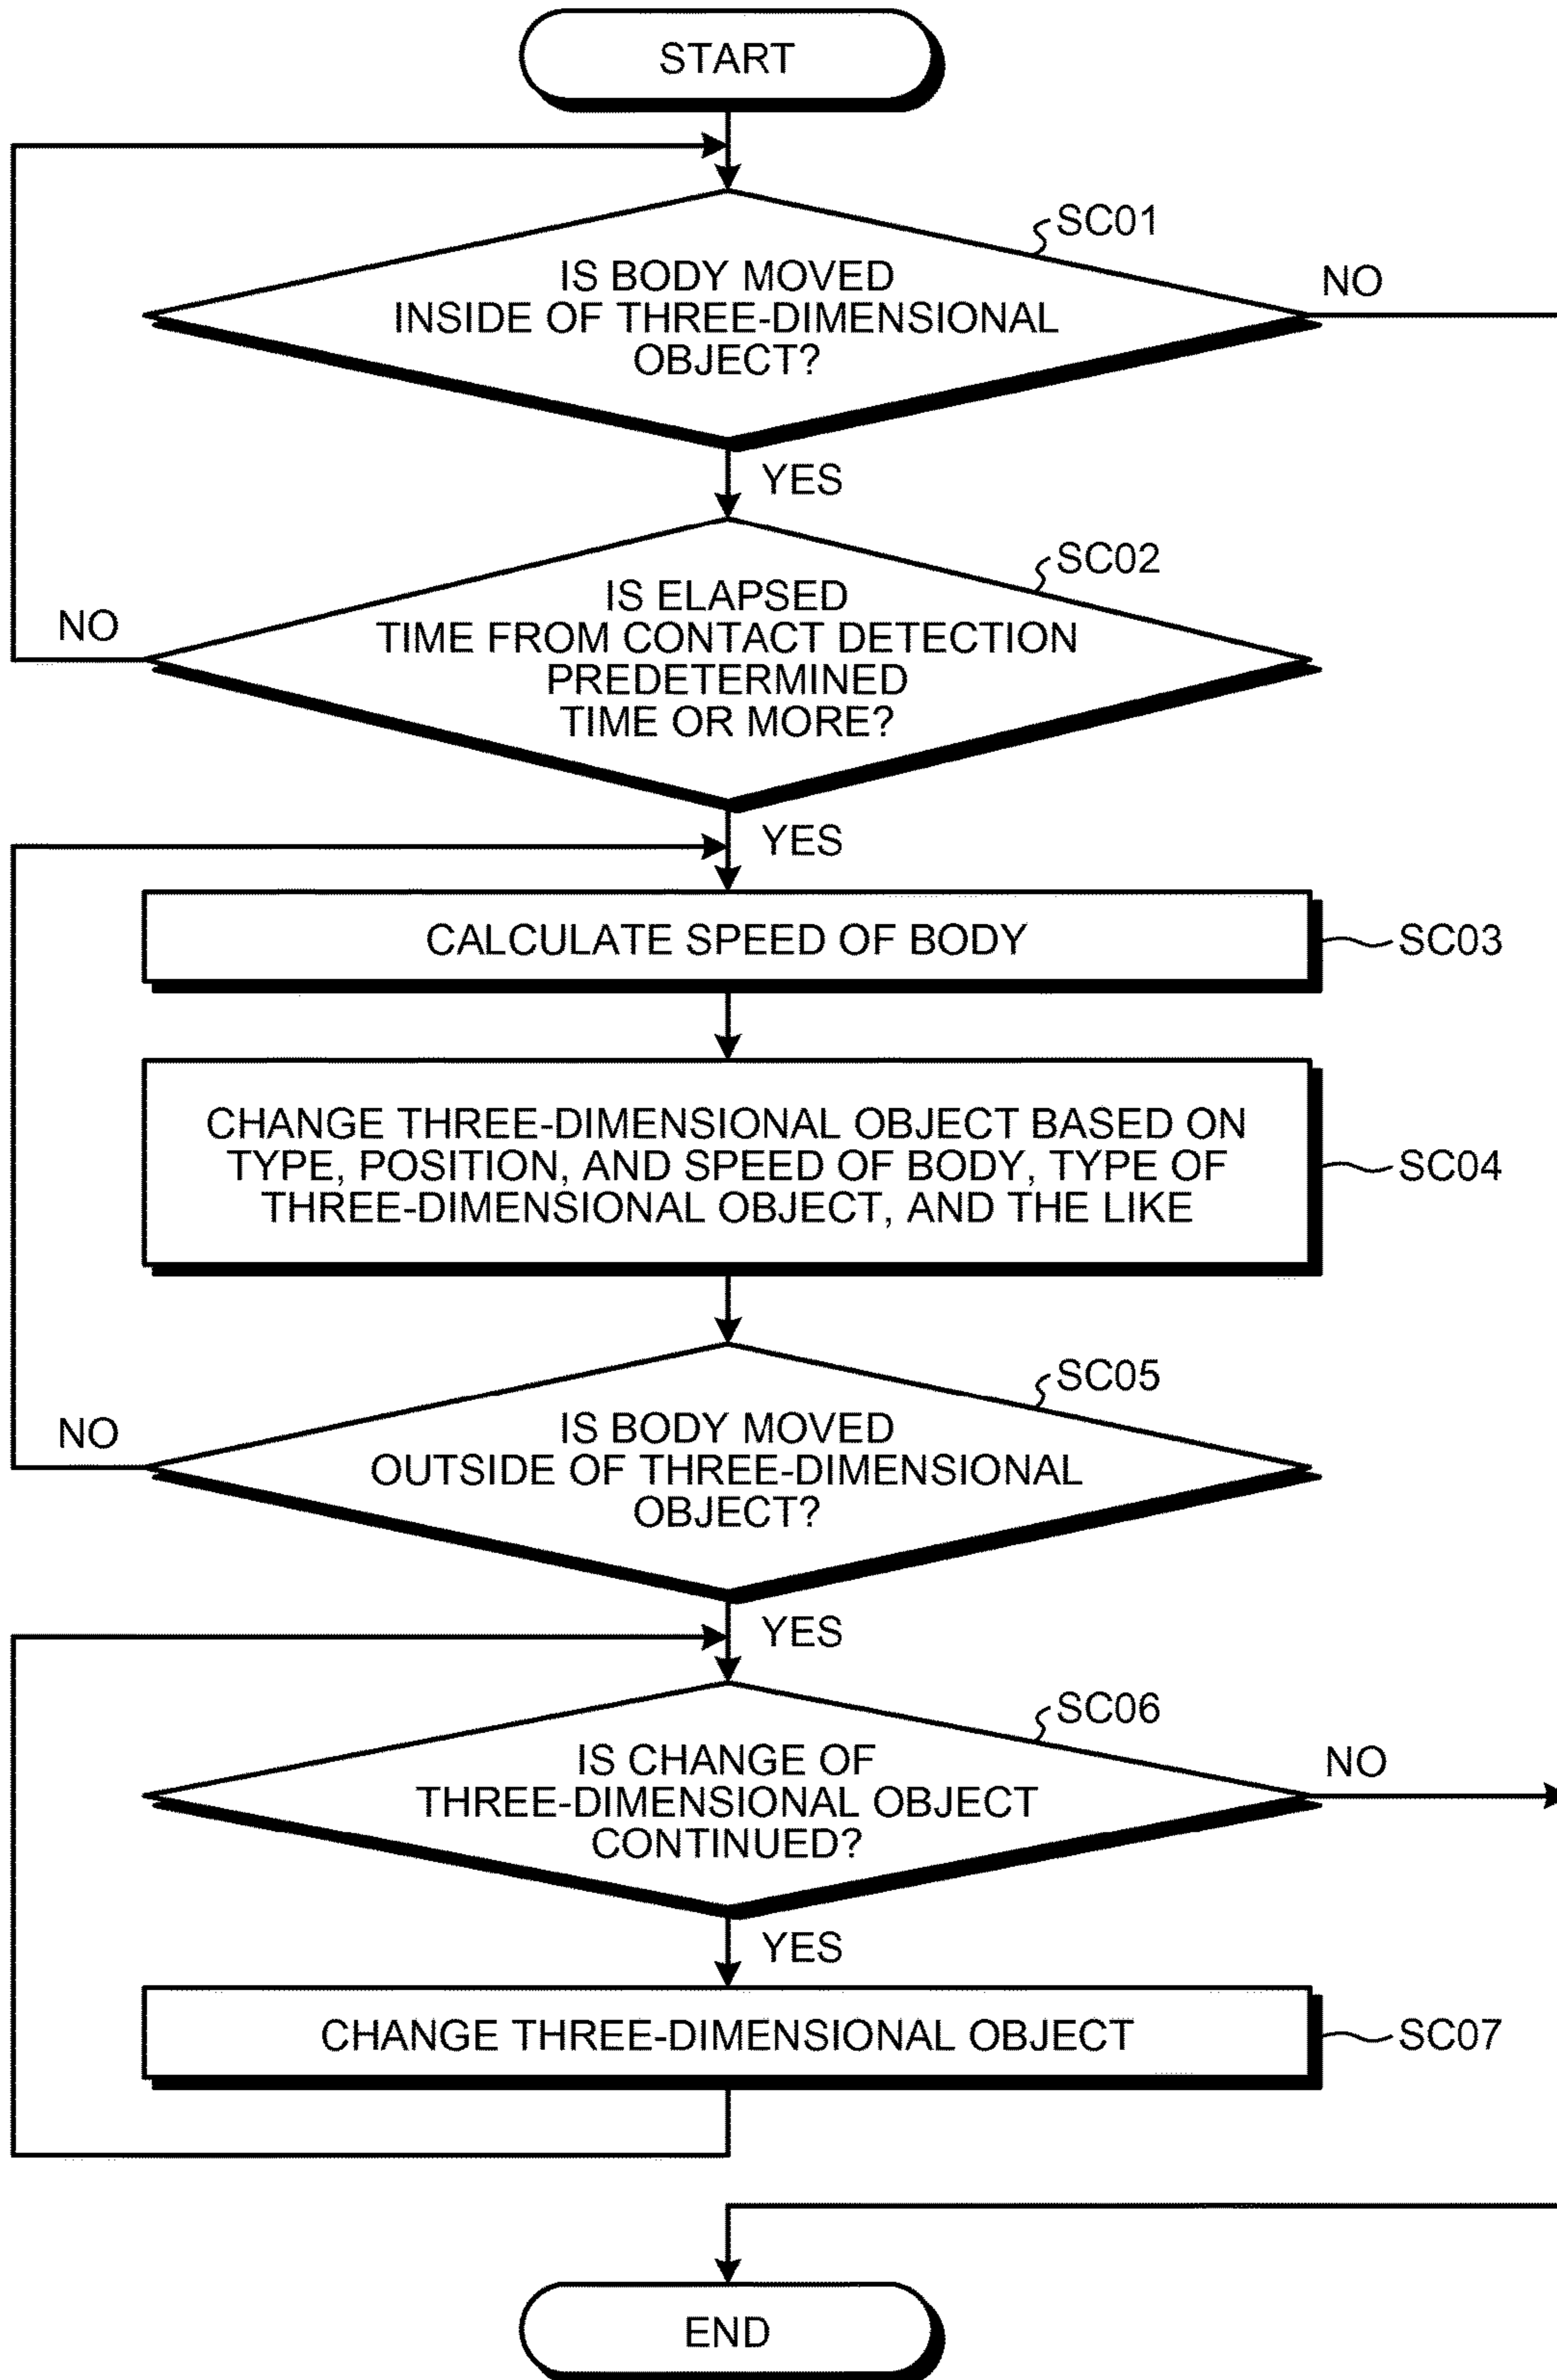 START
SC01
IS BODY MOVED
INSIDE OF THREE-DIMENSIONAL
OBJECT?
NO
YES
SC02
IS ELAPSED
TIME FROM CONTACT DETECTION
PREDETERMINED
TIME OR MORE?
NO
YES
CALCULATE SPEED OF BODY
SC03
CHANGE THREE-DIMENSIONAL OBJECT BASED ON
TYPE, POSITION, AND SPEED OF BODY, TYPE OF
THREE-DIMENSIONAL OBJECT, AND THE LIKE
SC04
SC05
IS BODY MOVED
OUTSIDE OF THREE-DIMENSIONAL
OBJECT?
NO
YES
SC06
IS CHANGE OF
THREE-DIMENSIONAL OBJECT
CONTINUED?
NO
YES
CHANGE THREE-DIMENSIONAL OBJECT
SC07
END